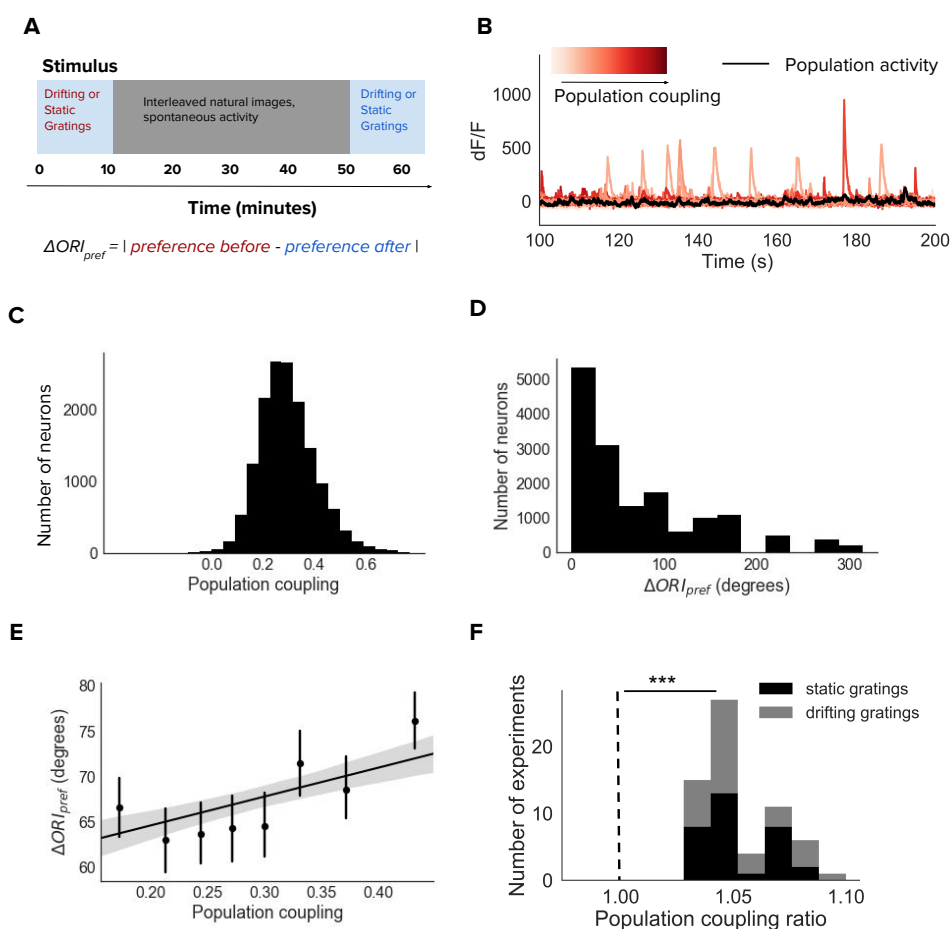 A
Stimulus
Drifting or
Static
Gratings
Interleaved natural images,
spontaneous activity
Drifting or
Static
Gratings
0 10 20 30 40 50 60
Time (minutes)
ΔORI_pref = | preference before - preference after |
B
Population activity
Population coupling
dF/F
1000
500
0
100 120 140 160 180 200
Time (s)
C
Number of neurons
2000
1000
0
0.0 0.2 0.4 0.6
Population coupling
D
Number of neurons
5000
4000
3000
2000
1000
0
0 100 200 300
ΔORI_pref (degrees)
E
ΔORI_pref (degrees)
80
75
70
65
60
0.20 0.25 0.30 0.35 0.40
Population coupling
F
***
static gratings
drifting gratings
Number of experiments
20
10
0
1.00 1.05 1.10
Population coupling ratio